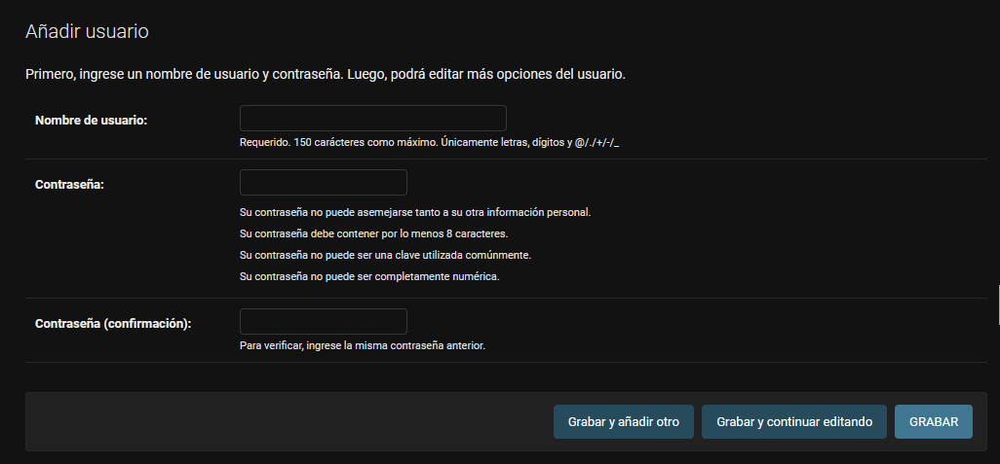 Añadir usuario
Primero, ingrese un nombre de usuario y contraseña. Luego, podrá editar más opciones del usuario.
Nombre de usuario:
Requerido. 150 carácteres como máximo. Únicamente letras, dígitos y @/./+/-/_
Contraseña:
Su contraseña no puede asemejarse tanto a su otra información personal.
Su contraseña debe contener por lo menos 8 caracteres.
Su contraseña no puede ser una clave utilizada comúnmente.
Su contraseña no puede ser completamente numérica.
Contraseña (confirmación):
Para verificar, ingrese la misma contraseña anterior.
Grabar y añadir otro Grabar y continuar editando GRABAR